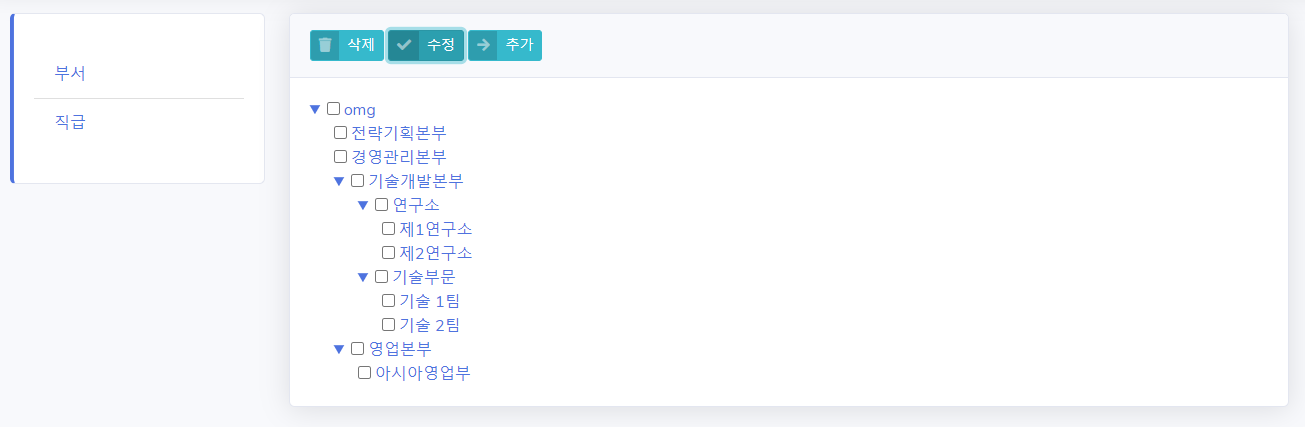 부서
직급
삭제 수정 추가
omg
전략기획본부
경영관리본부
기술개발본부
연구소
제1연구소
제2연구소
기술부문
기술 1팀
기술 2팀
영업본부
아시아영업부